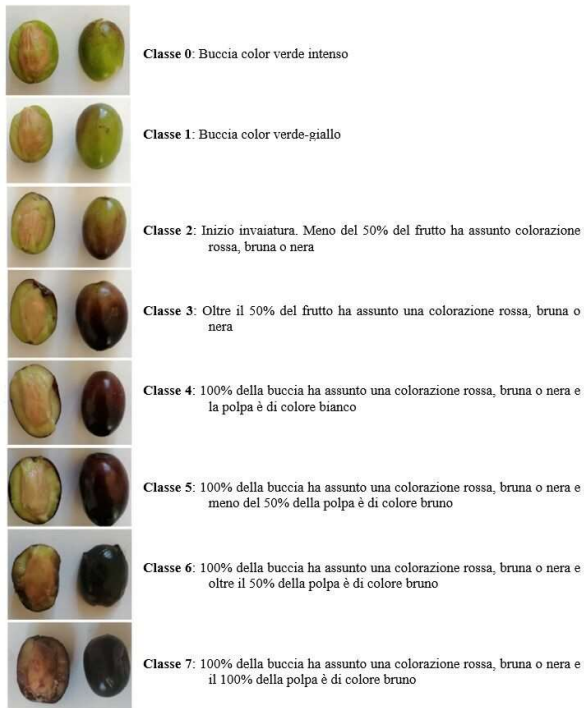 Classe 0: Buccia color verde intenso
Classe 1: Buccia color verde-giallo
Classe 2: Inizio invaiatura. Meno del 50% del frutto ha assunto colorazione
rossa, bruna o nera
Classe 3: Oltre il 50% del frutto ha assunto una colorazione rossa, bruna o
nera
Classe 4: 100% della buccia ha assunto una colorazione rossa, bruna o nera e
la polpa è di colore bianco
Classe 5: 100% della buccia ha assunto una colorazione rossa, bruna o nera e
meno del 50% della polpa è di colore bruno
Classe 6: 100% della buccia ha assunto una colorazione rossa, bruna o nera e
oltre il 50% della polpa è di colore bruno
Classe 7: 100% della buccia ha assunto una colorazione rossa, bruna o nera e
il 100% della polpa è di colore bruno